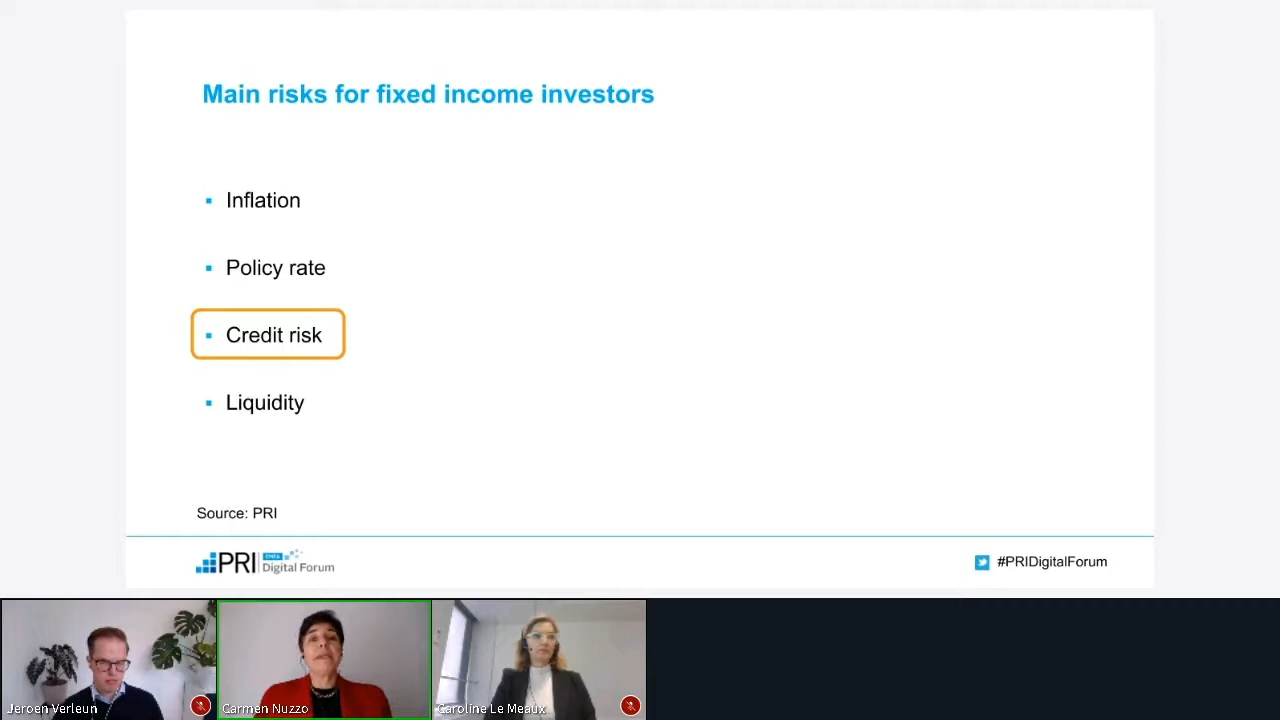 Main risks for fixed income investors
Inflation
Policy rate
Credit risk
Liquidity
Source: PRI
PRI
EMEA
Digital Forum
#PRIDigitalForum
Jeroen Verleun
Carmen Nuzzo
Caroline Le Meaux